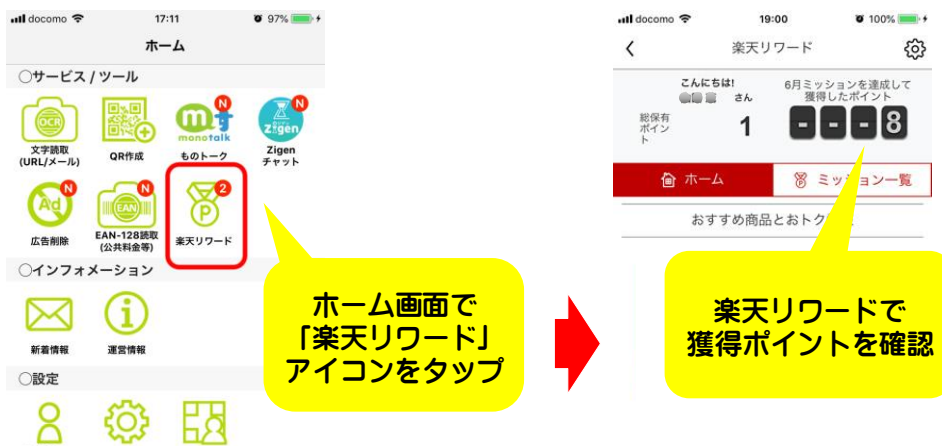 docomo 17:11 97%
ホーム
○サービス / ツール
OCR
文字読取
(URL/メール)
QR作成
N
monotalk
ものトーク
N
Zigen
Zigen
チャット
Ad
N
広告削除
EAN
N
EAN-128読取
(公共料金等)
P
2
楽天リワード
○インフォメーション
新着情報
運営情報
○設定
ホーム画面で
「楽天リワード」
アイコンをタップ
docomo 19:00 100%
楽天リワード
こんにちは!
さん
6月ミッションを達成して
獲得したポイント
総保有
ポイン
ト
1
- - - 8
ホーム
ミッション一覧
おすすめ商品とおトク
楽天リワードで
獲得ポイントを確認